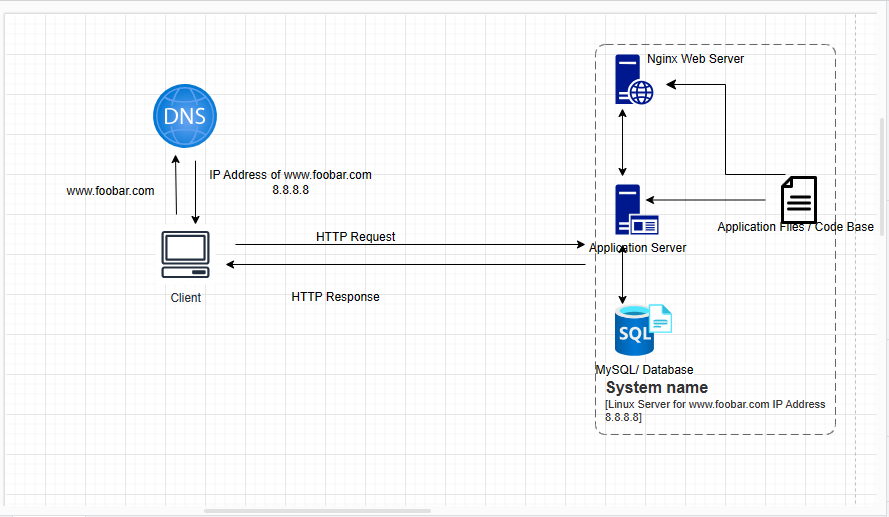 Nginx Web Server
DNS
www.foobar.com
IP Address of www.foobar.com
8.8.8.8
Application Files / Code Base
HTTP Request
Application Server
Client
HTTP Response
SQL
MySQL/ Database
System name
[Linux Server for www.foobar.com IP Address
8.8.8.8]